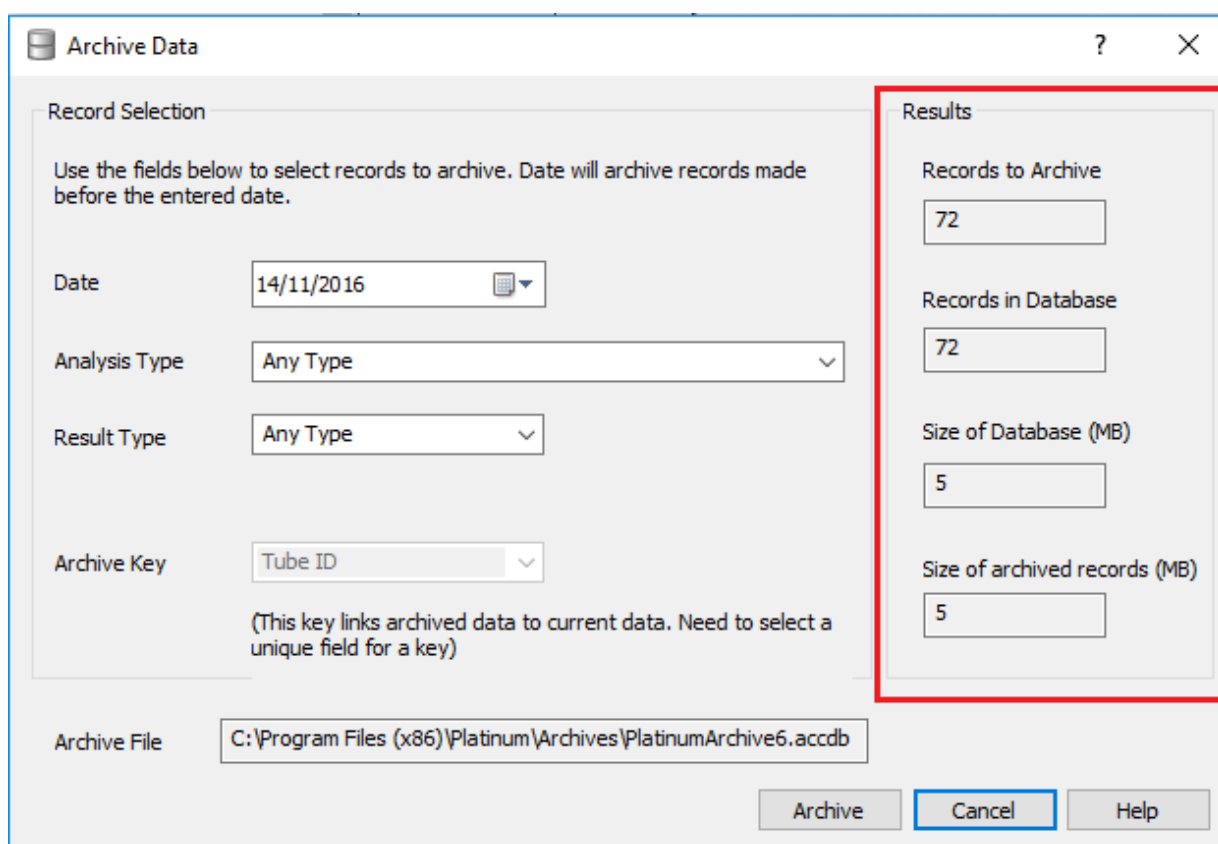 Archive Data
?
Record Selection
Use the fields below to select records to archive. Date will archive records made
before the entered date.
Date
14/11/2016
Analysis Type
Any Type
Result Type
Any Type
Archive Key
Tube ID
(This key links archived data to current data. Need to select a
unique field for a key)
Results
Records to Archive
72
Records in Database
72
Size of Database (MB)
5
Size of archived records (MB)
5
Archive File
C:\Program Files (x86)\Platinum\Archives\PlatinumArchive6.accdb
Archive
Cancel
Help